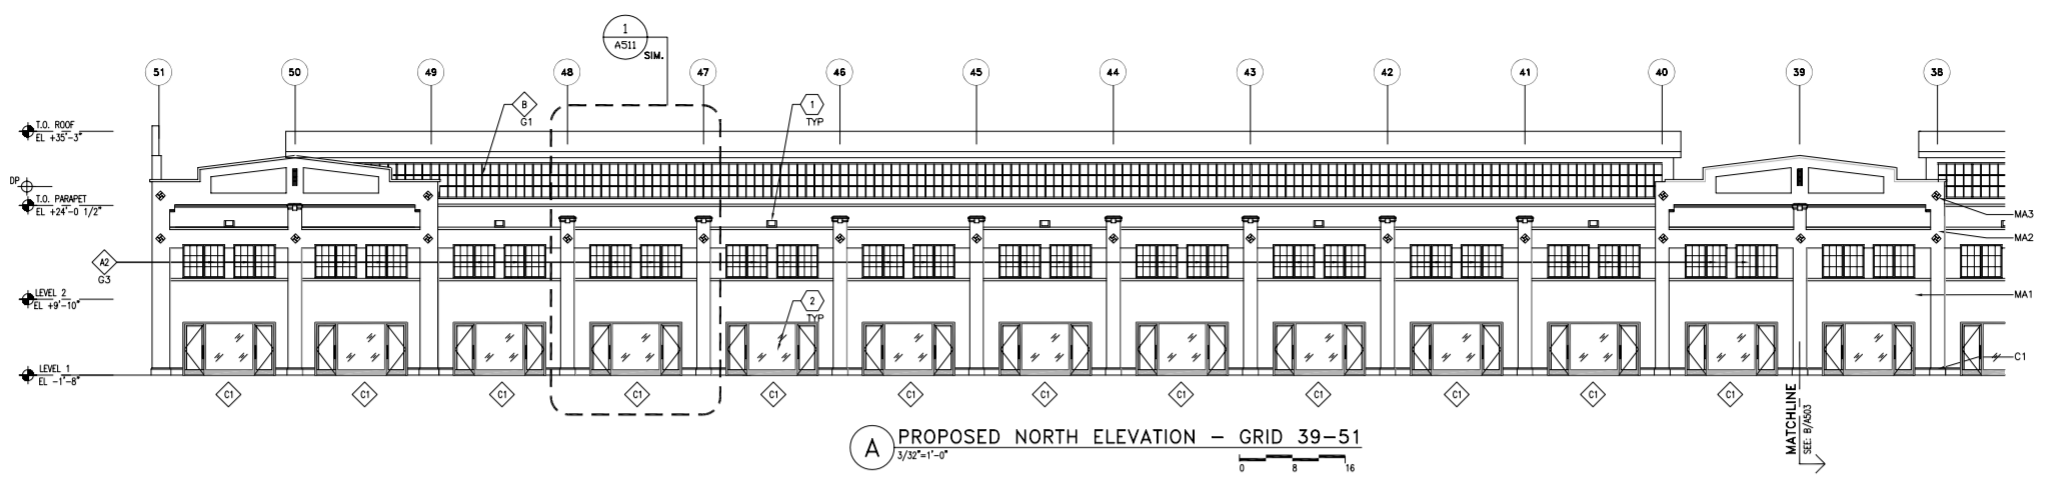 1
A511
SIM.
51
50
49
48
47
46
45
44
43
42
41
40
39
38
B
G1
1
TYP
T.O. ROOF
EL +35'-3"
DP
T.O. PARAPET
EL +24'-0 1/2"
MA3
MA2
A2
G3
LEVEL 2
EL +9'-10"
2
TYP
MA1
C1
LEVEL 1
EL -1'-8"
C1
C1
C1
C1
C1
C1
C1
C1
C1
C1
C1
C1
MATCHLINE
SEE: B/A503
A
PROPOSED NORTH ELEVATION - GRID 39-51
3/32"=1'-0"
0 8 16